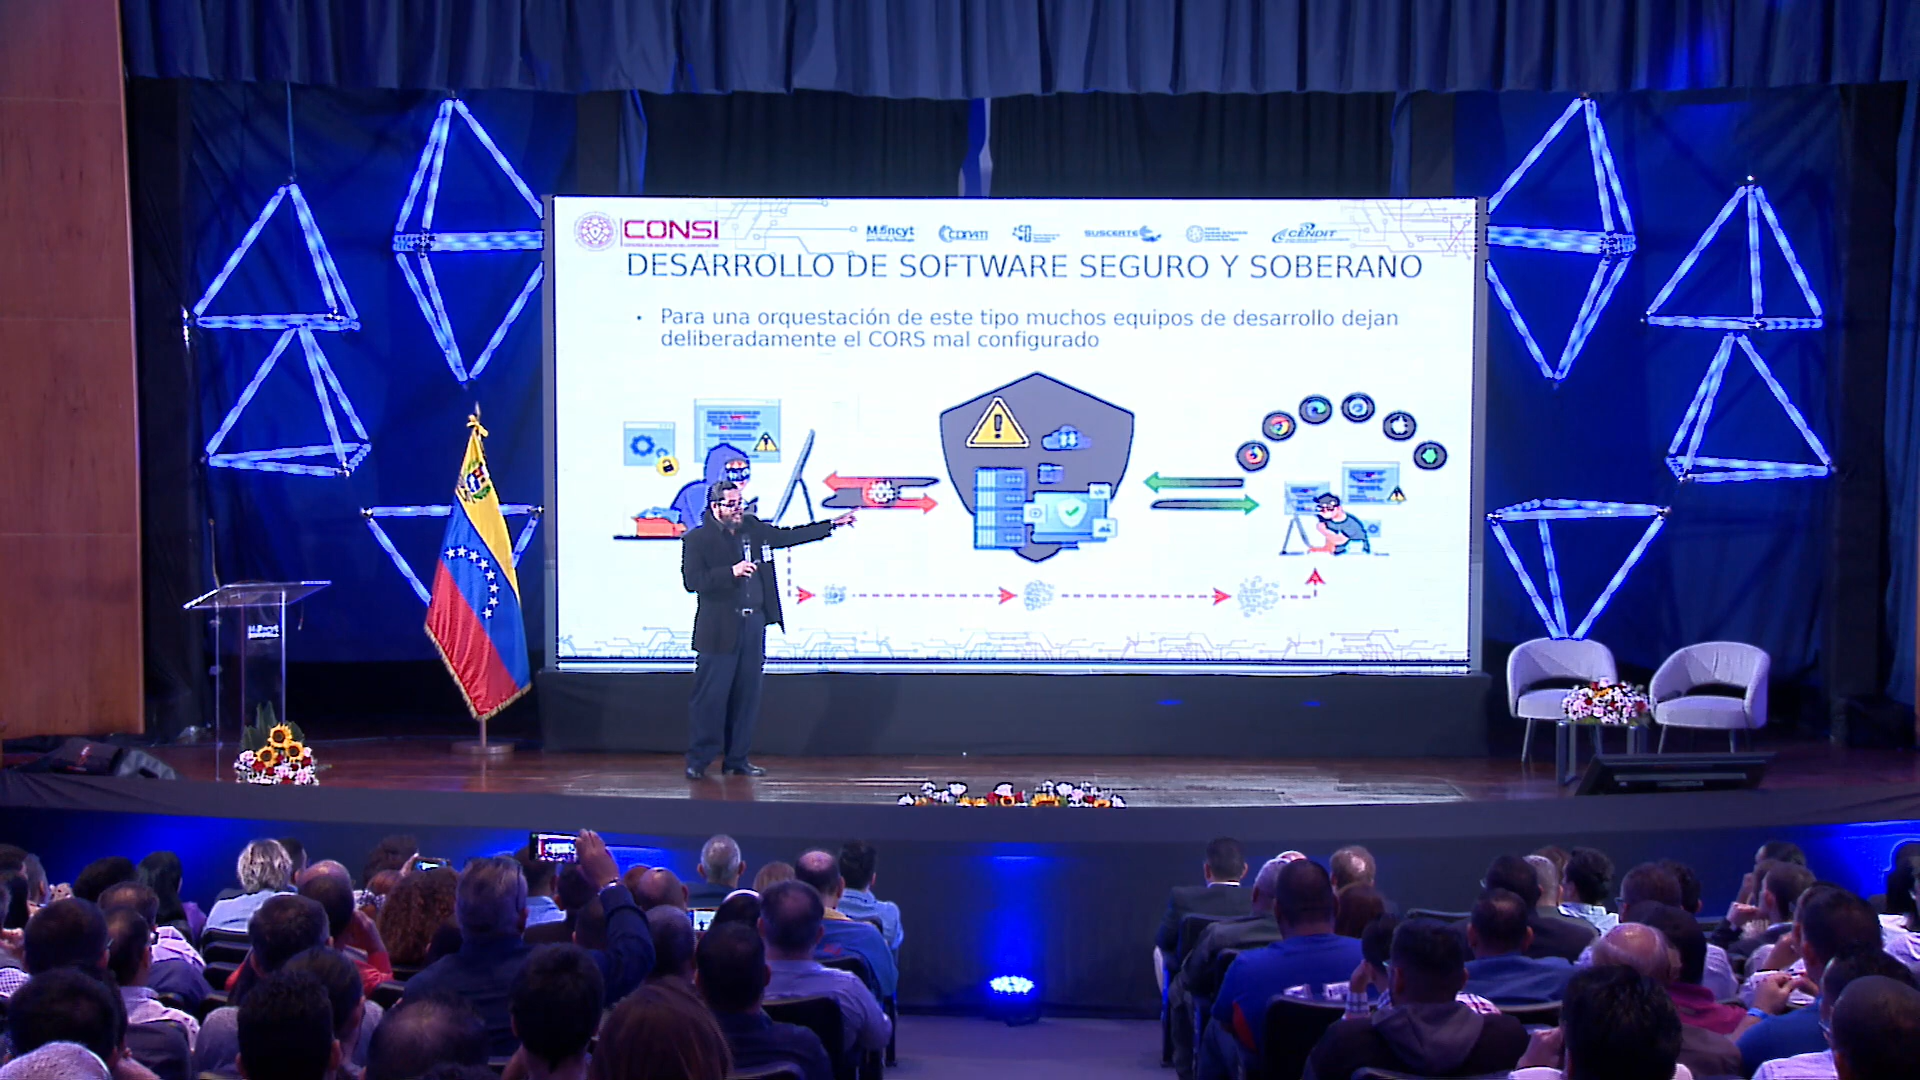 CONSI
Mincyt
SUSCERTE
CENDIT
DESARROLLO DE SOFTWARE SEGURO Y SOBERANO
• Para una orquestación de este tipo muchos equipos de desarrollo dejan
deliberadamente el CORS mal configurado
Mincyt